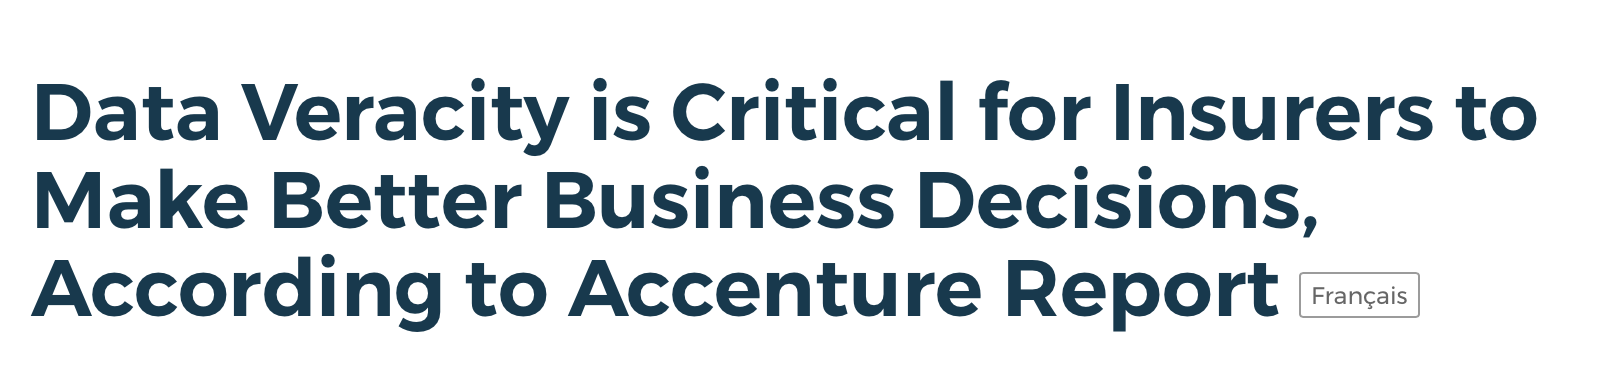 Data Veracity is Critical for Insurers to
Make Better Business Decisions,
According to Accenture Report Français